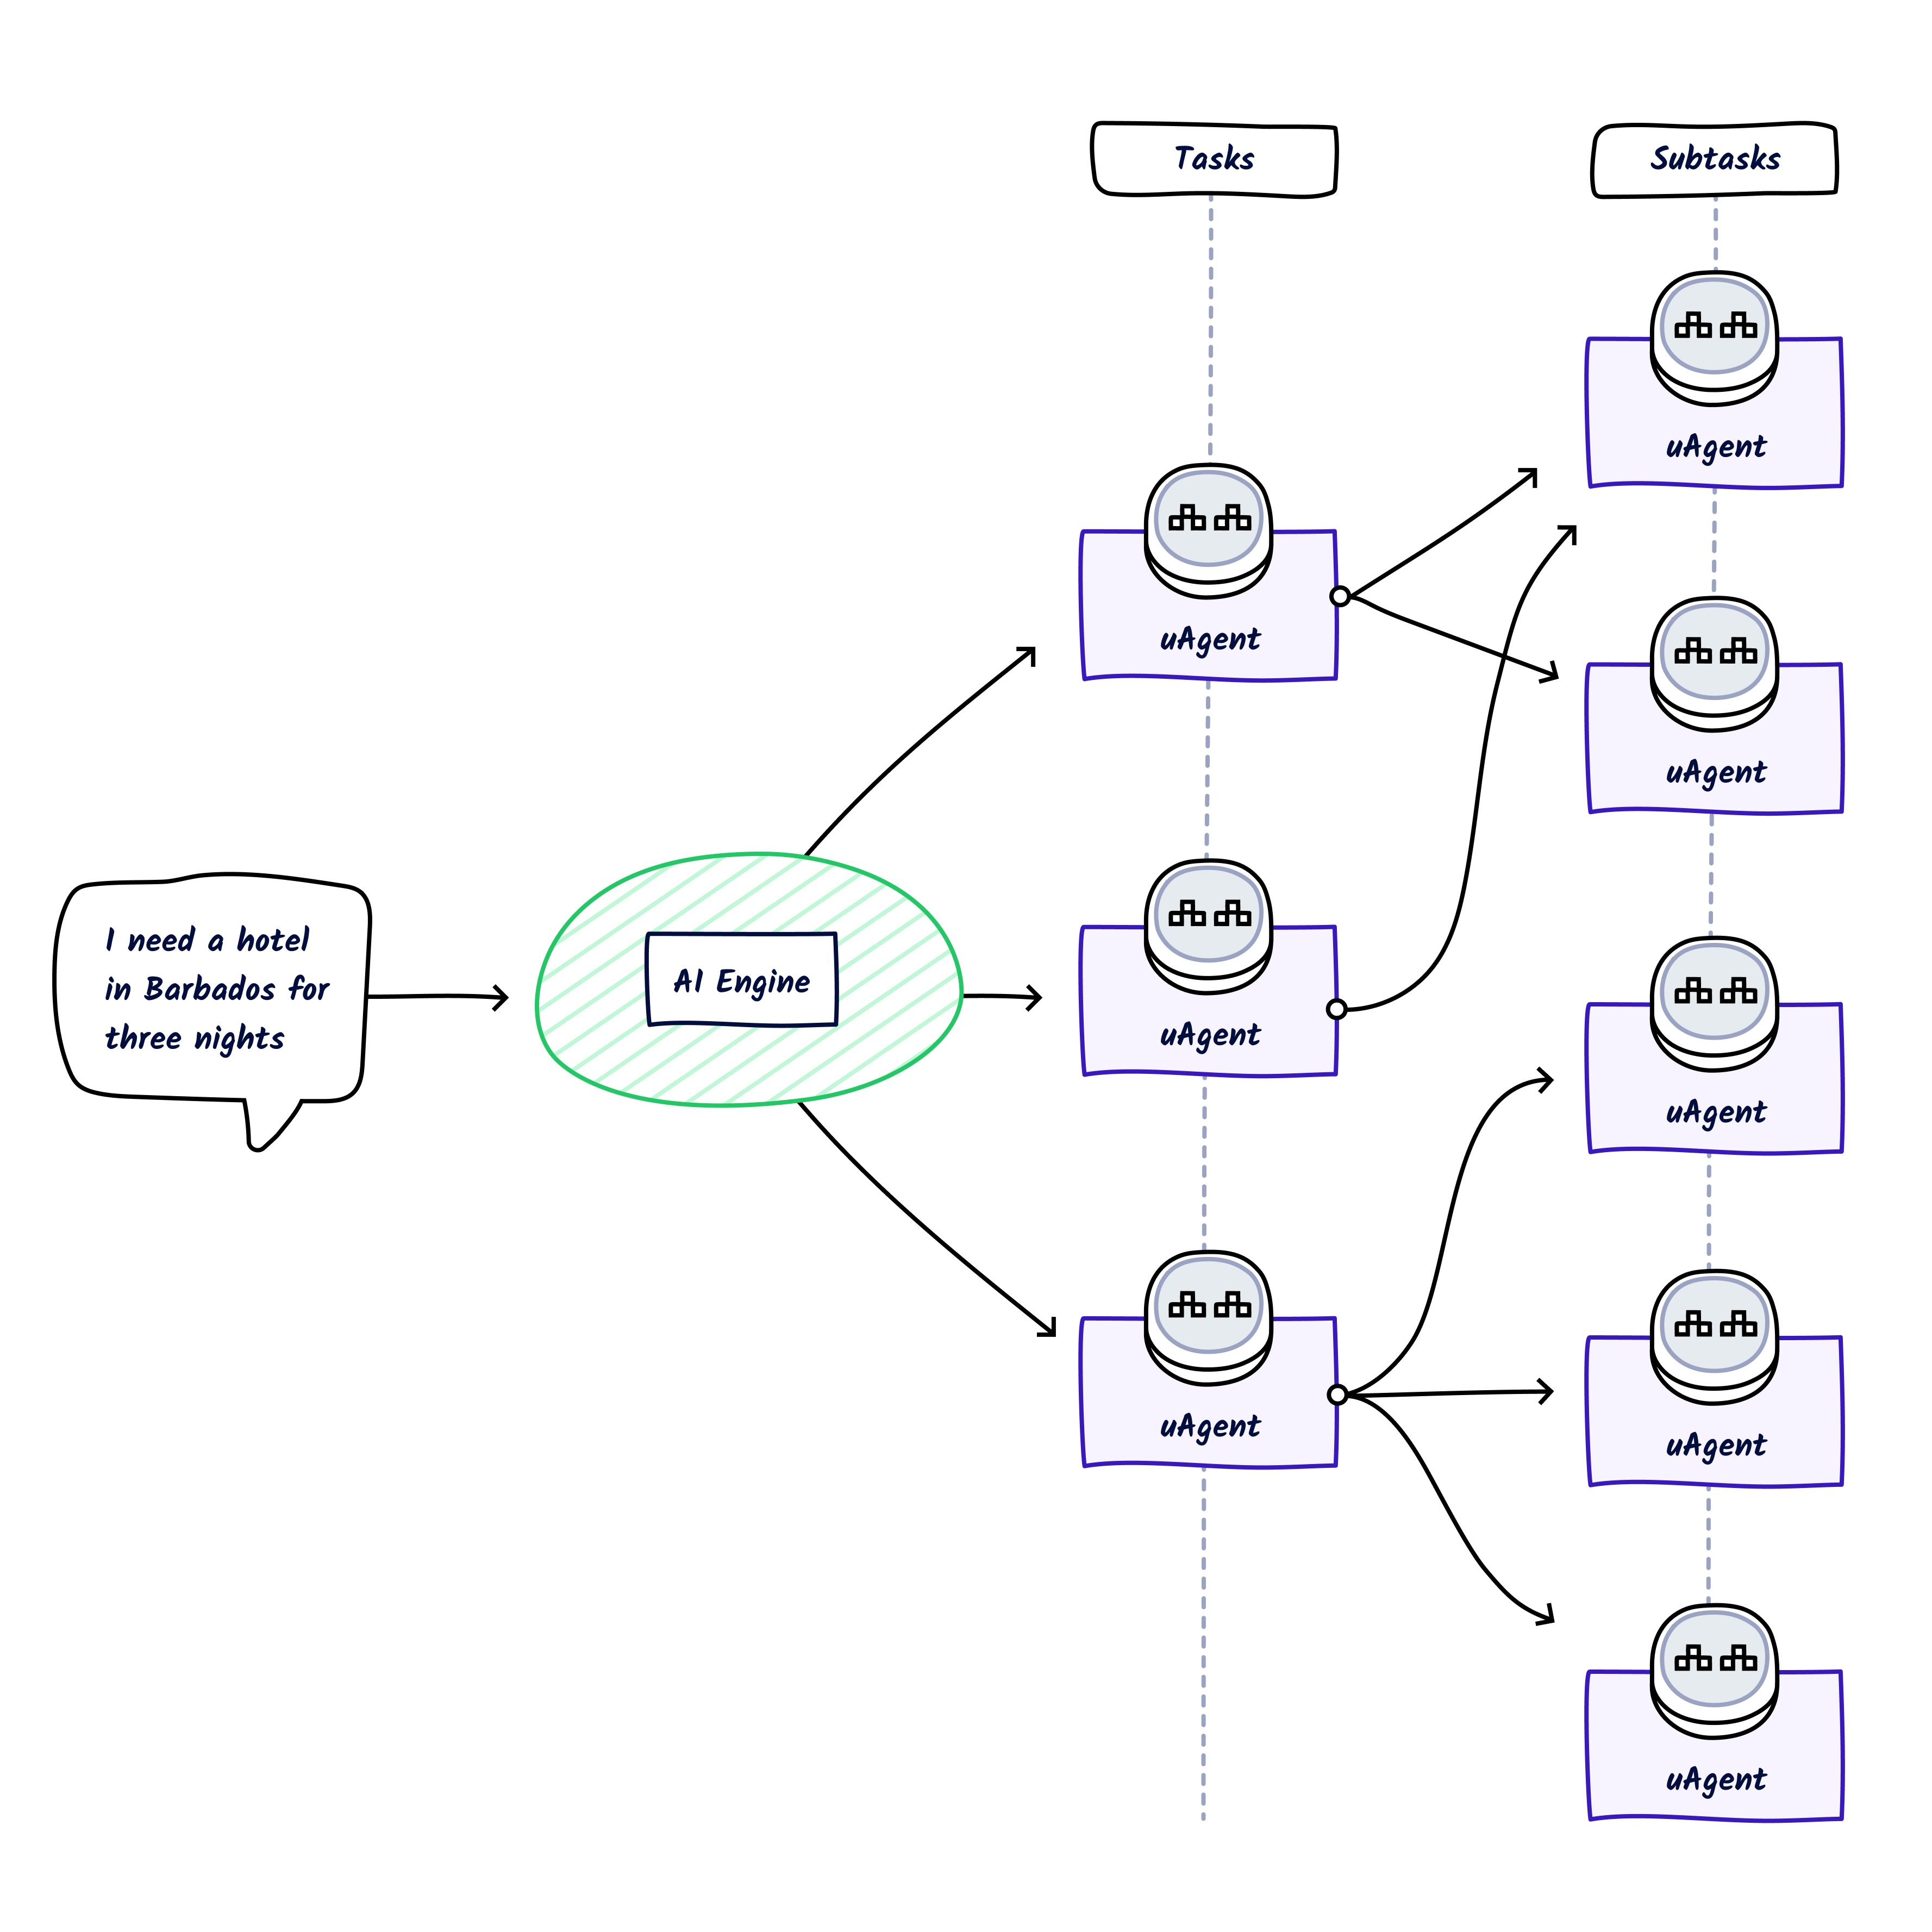 Tasks
Subtasks
uAgent
uAgent
uAgent
uAgent
I need a hotel
in Barbados for
three nights
AI Engine
uAgent
uAgent
uAgent
uAgent